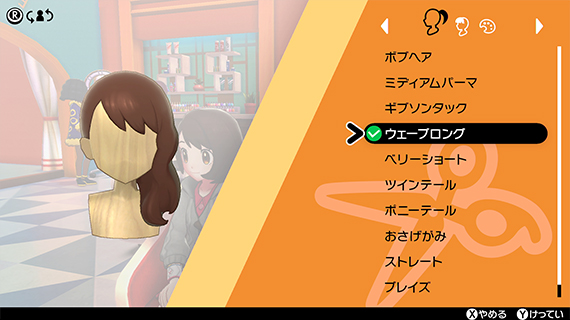 R
ボブヘア
ミディアムパーマ
ギブソンタック
ウェーブロング
ベリーショート
ツインテール
ポニーテール
おさげがみ
ストレート
ブレイズ
Xやめる Yけってい